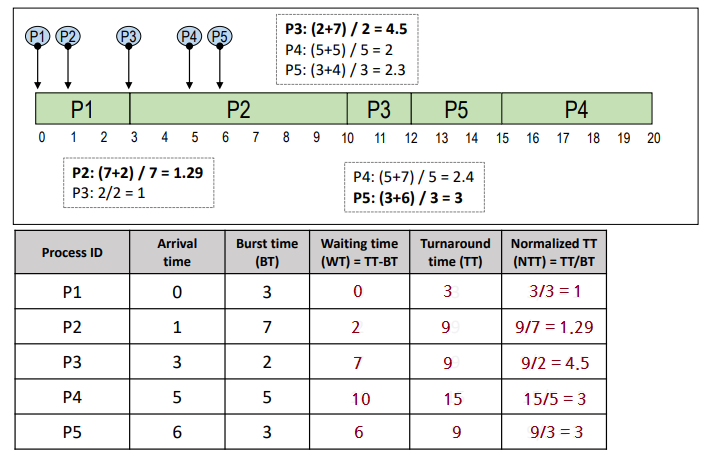 P1 P2 P3 P4 P5
P3: (2+7) / 2 = 4.5
P4: (5+5) / 5 = 2
P5: (3+4) / 3 = 2.3
P1 P2 P3 P5 P4
0 1 2 3 4 5 6 7 8 9 10 11 12 13 14 15 16 17 18 19 20
P2: (7+2) / 7 = 1.29
P3: 2/2 = 1
P4: (5+7) / 5 = 2.4
P5: (3+6) / 3 = 3
Process ID Arrival time Burst time (BT) Waiting time (WT) = TT-BT Turnaround time (TT) Normalized TT (NTT) = TT/BT
P1 0 3 0 3 3/3 = 1
P2 1 7 2 9 9/7 = 1.29
P3 3 2 7 9 9/2 = 4.5
P4 5 5 10 15 15/5 = 3
P5 6 3 6 9 9/3 = 3